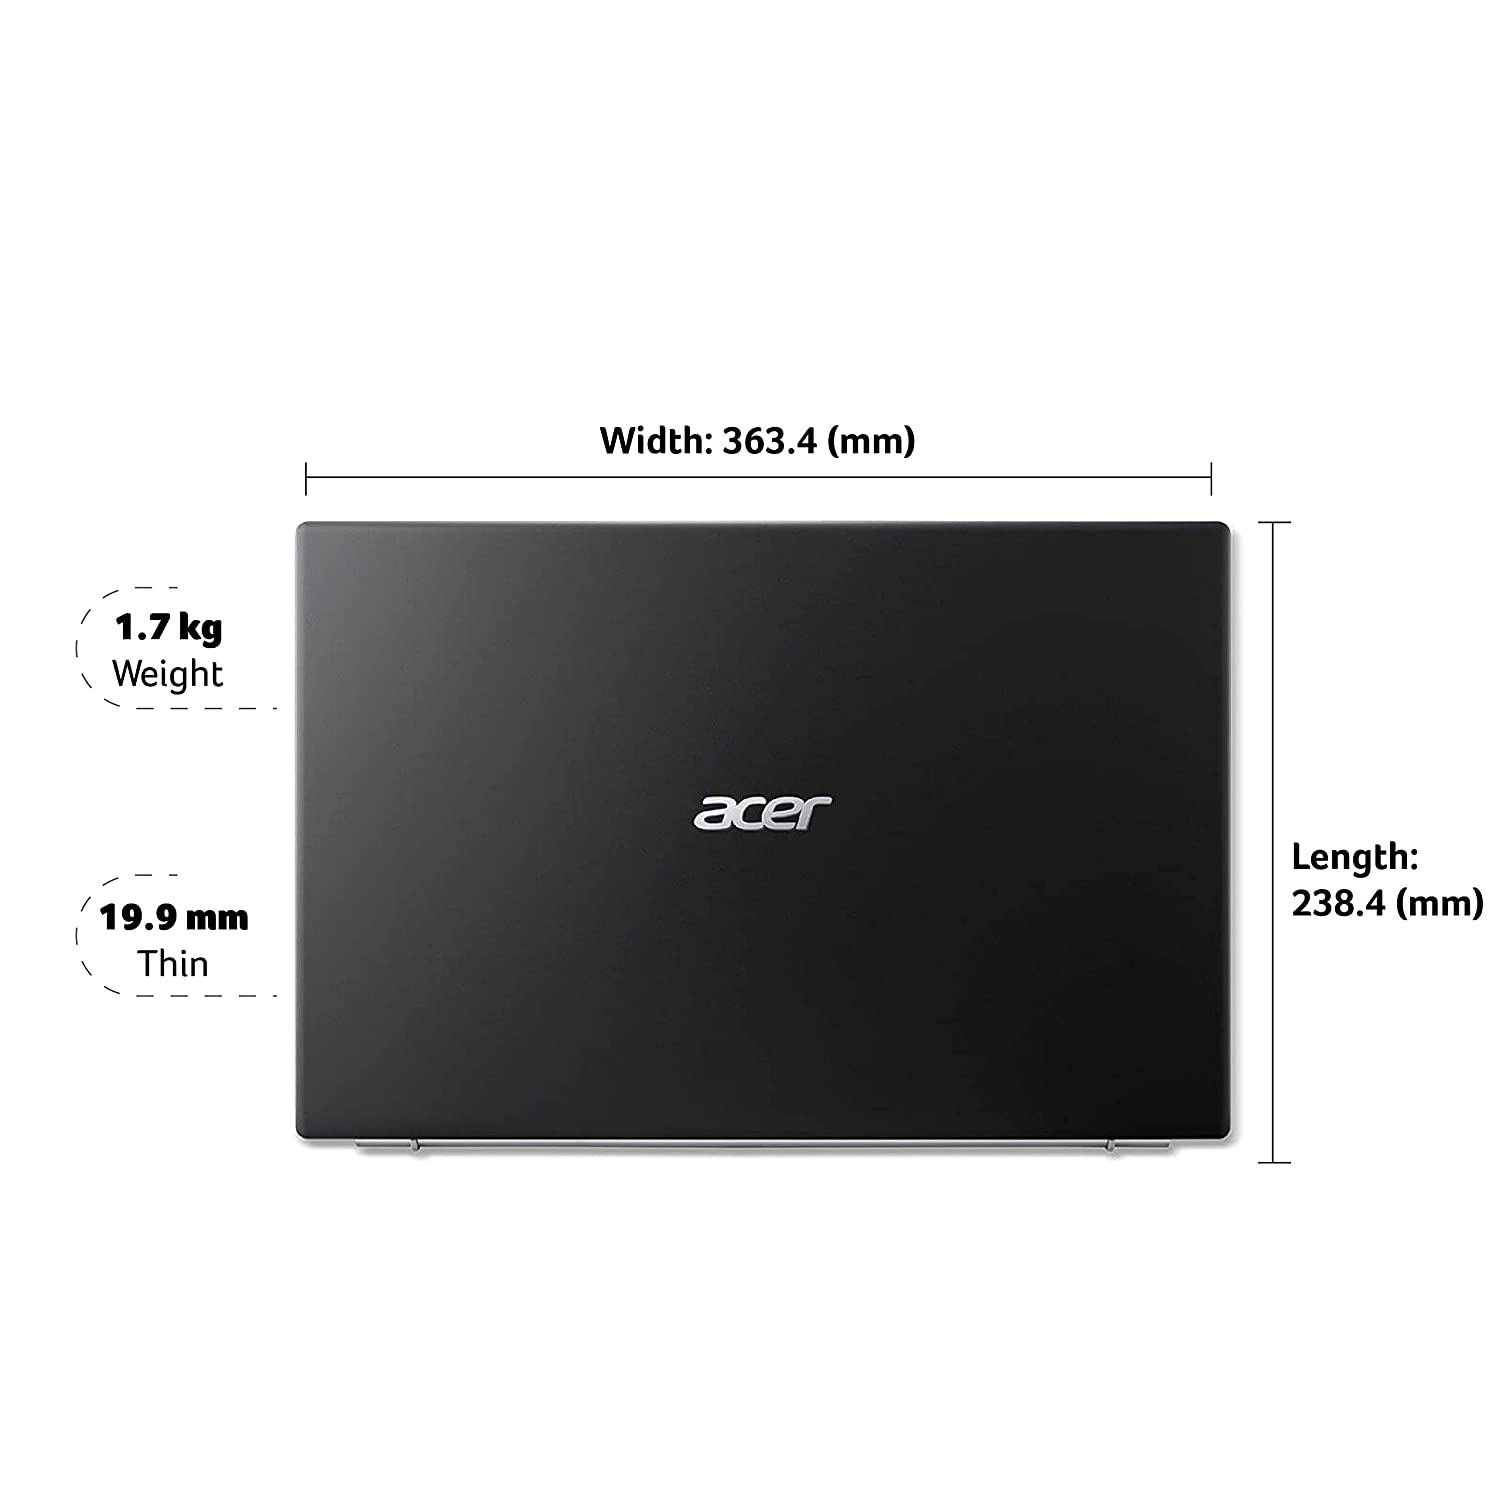 Width: 363.4 (mm)
1.7 kg
Weight
acer
Length:
238.4 (mm)
19.9 mm
Thin